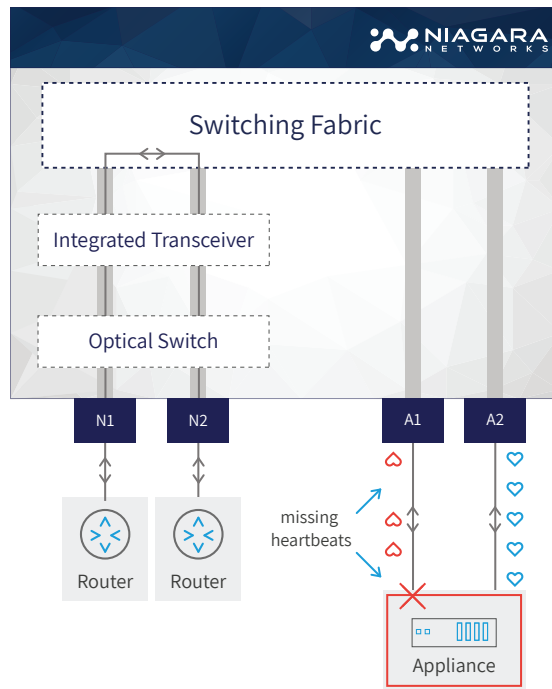 NIAGARA
NETWORKS
Switching Fabric
Integrated Transceiver
Optical Switch
N1
N2
A1
A2
missing
heartbeats
Router
Router
Appliance